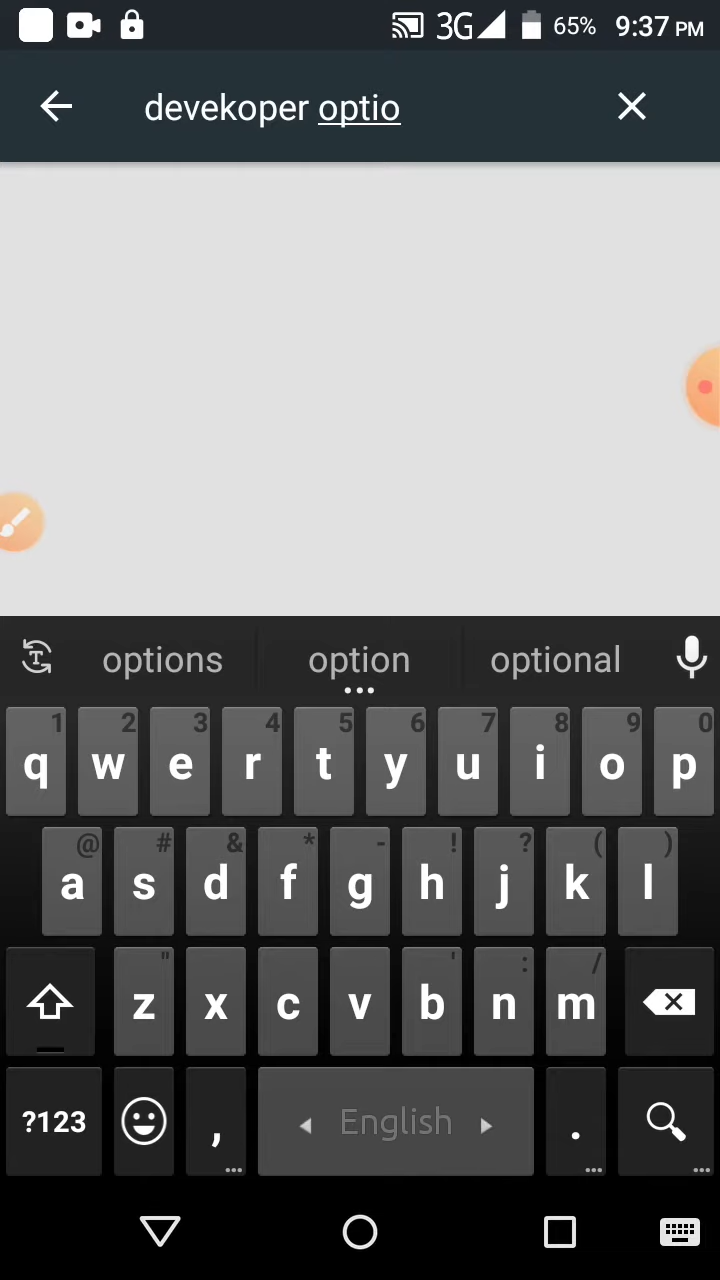 3G 65% 9:37 PM
devekoper optio
options option optional
1 2 3 4 5 6 7 8 9 0
q w e r t y u i o p
@ # & * - ! ? ( )
a s d f g h j k l
" ' : /
z x c v b n m
?123 , English .